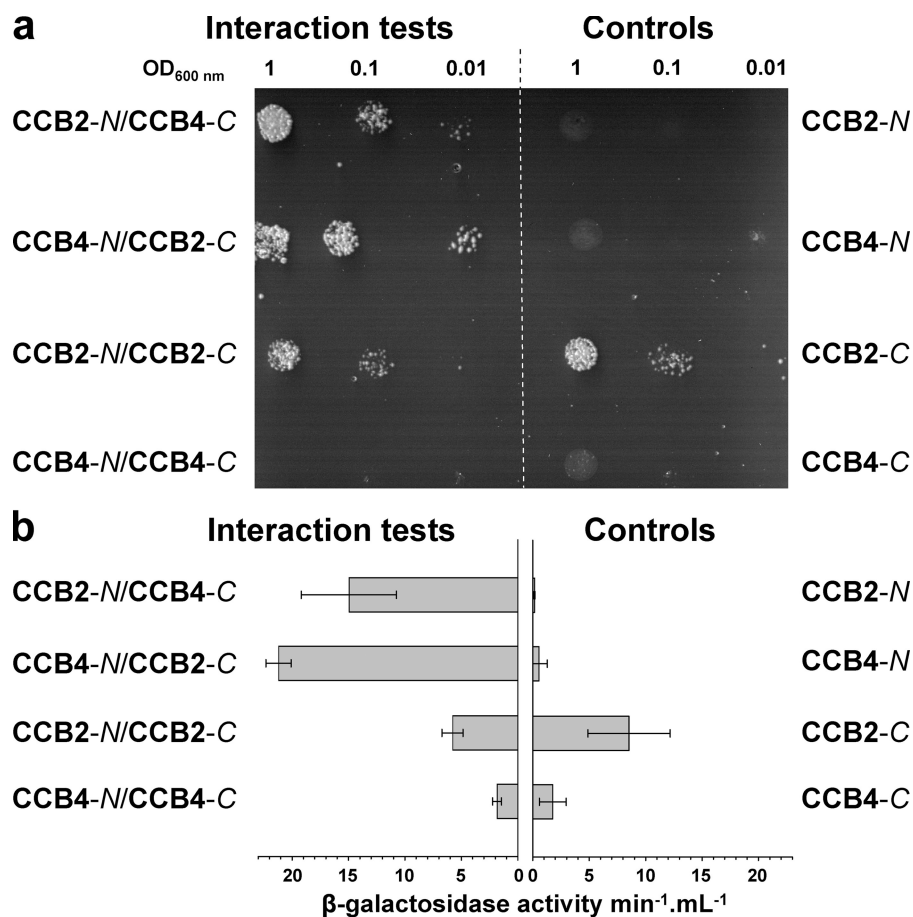 a
Interaction tests Controls
OD600 nm 1 0.1 0.01 1 0.1 0.01
CCB2-N/CCB4-C CCB2-N
CCB4-N/CCB2-C CCB4-N
CCB2-N/CCB2-C CCB2-C
CCB4-N/CCB4-C CCB4-C
b
Interaction tests Controls
CCB2-N/CCB4-C CCB2-N
CCB4-N/CCB2-C CCB4-N
CCB2-N/CCB2-C CCB2-C
CCB4-N/CCB4-C CCB4-C
20 15 10 5 0 0 5 10 15 20
β-galactosidase activity min⁻¹.mL⁻¹